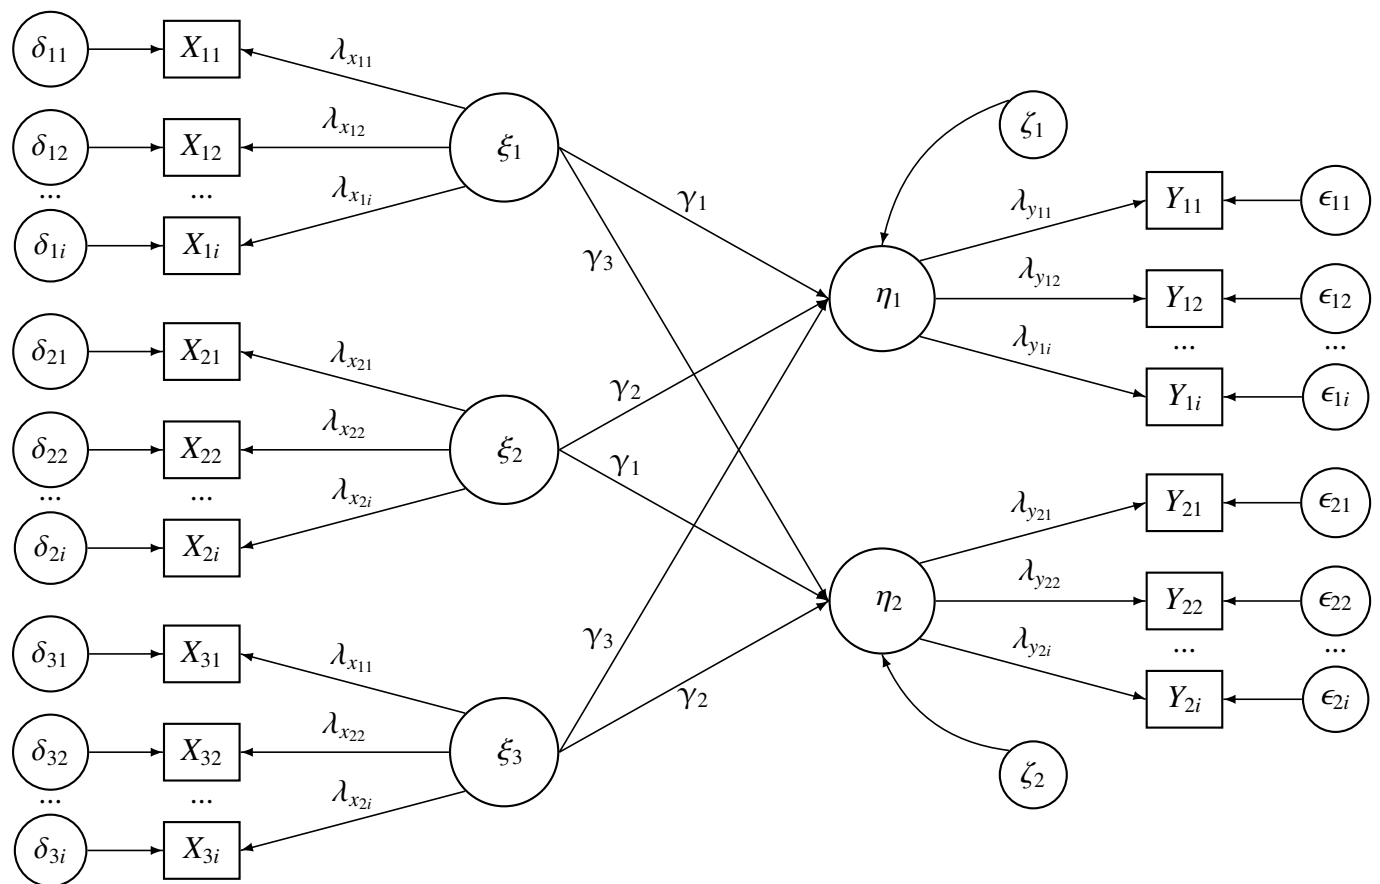 δ11 X11 λx11
δ12 X12 λx12 ξ1
... ...
δ1i X1i λx1i
ζ1
γ1
γ3
λy11 Y11 ϵ11
η1 λy12 Y12 ϵ12
... ...
λy1i Y1i ϵ1i
δ21 X21 λx21
δ22 X22 λx22 ξ2
... ...
δ2i X2i λx2i
γ2
γ1
λy21 Y21 ϵ21
η2 λy22 Y22 ϵ22
... ...
λy2i Y2i ϵ2i
δ31 X31 λx11
δ32 X32 λx22 ξ3
... ...
δ3i X3i λx2i
γ3
γ2
ζ2